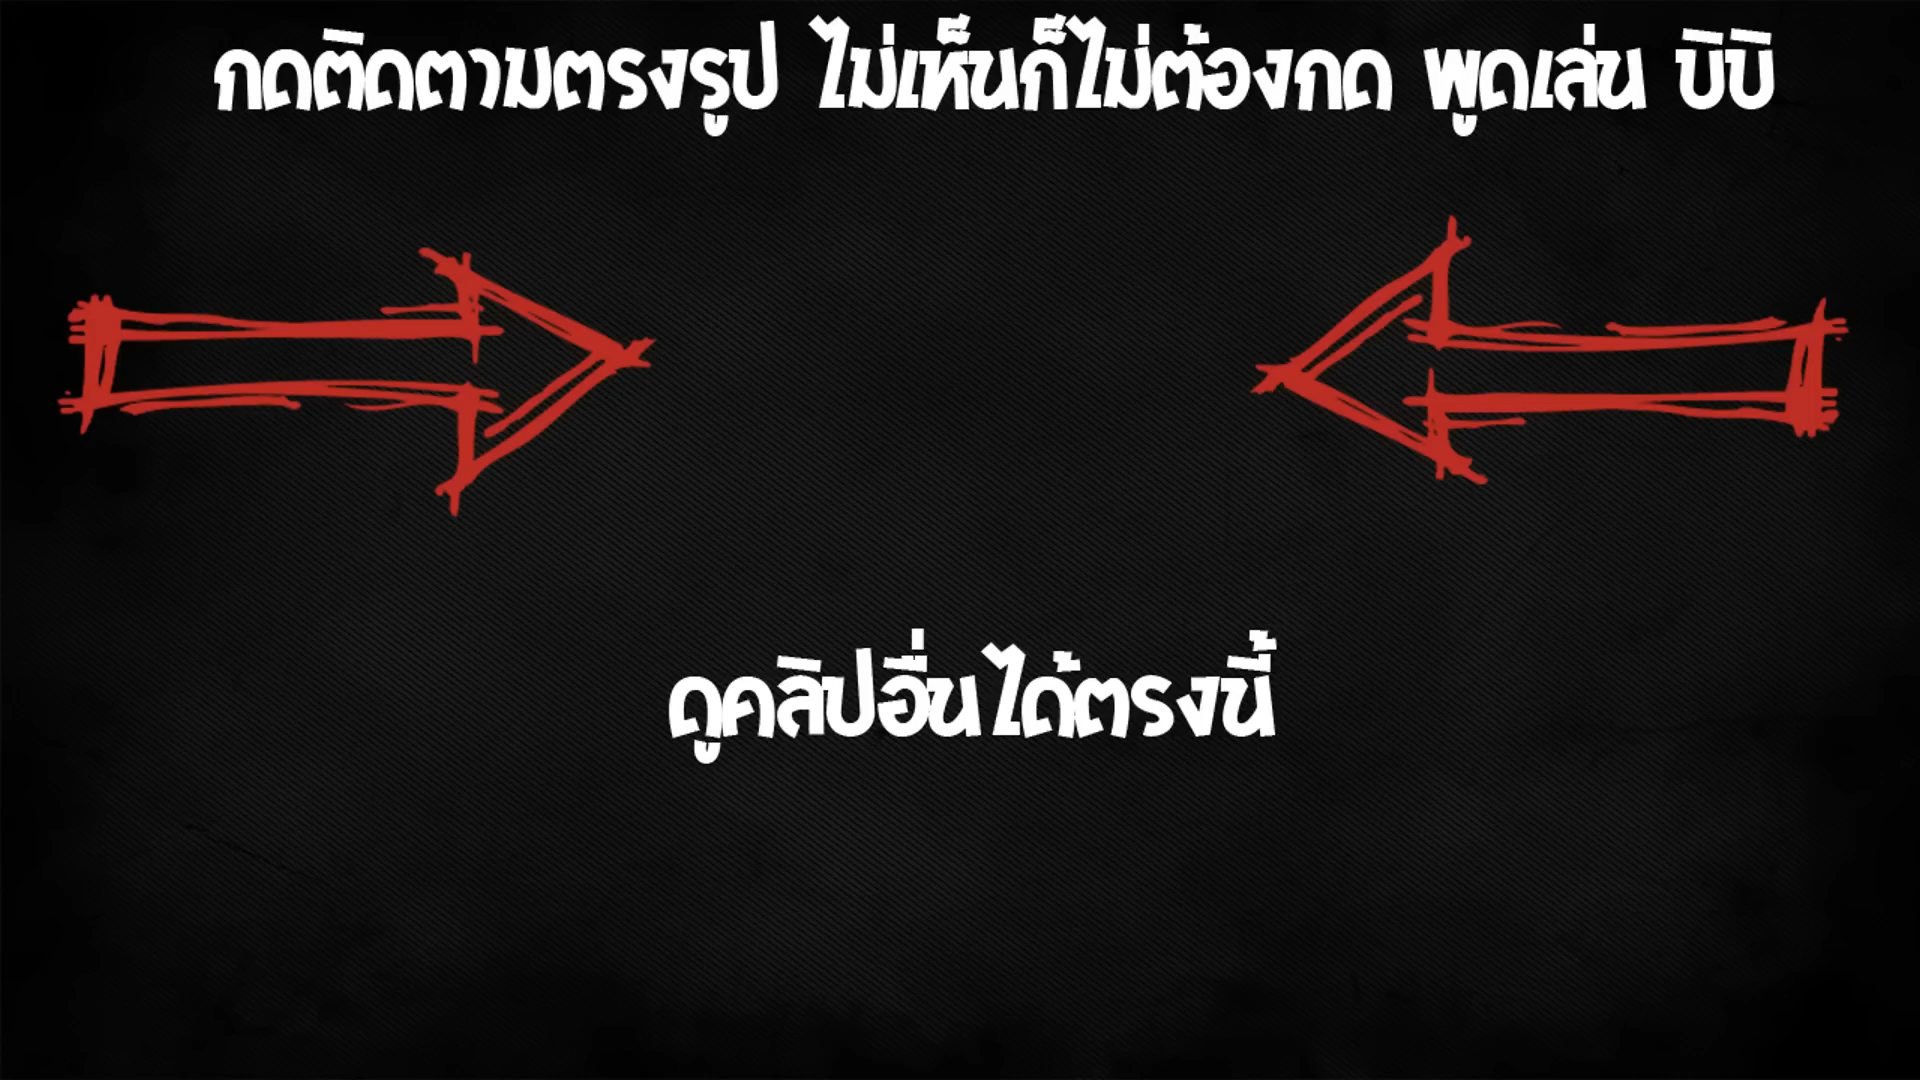 กดติดตามตรงรูป ไม่เห็นก็ไม่ต้องกด พูดเล่น บิบิ
ดูคลิปอื่นได้ตรงนี้